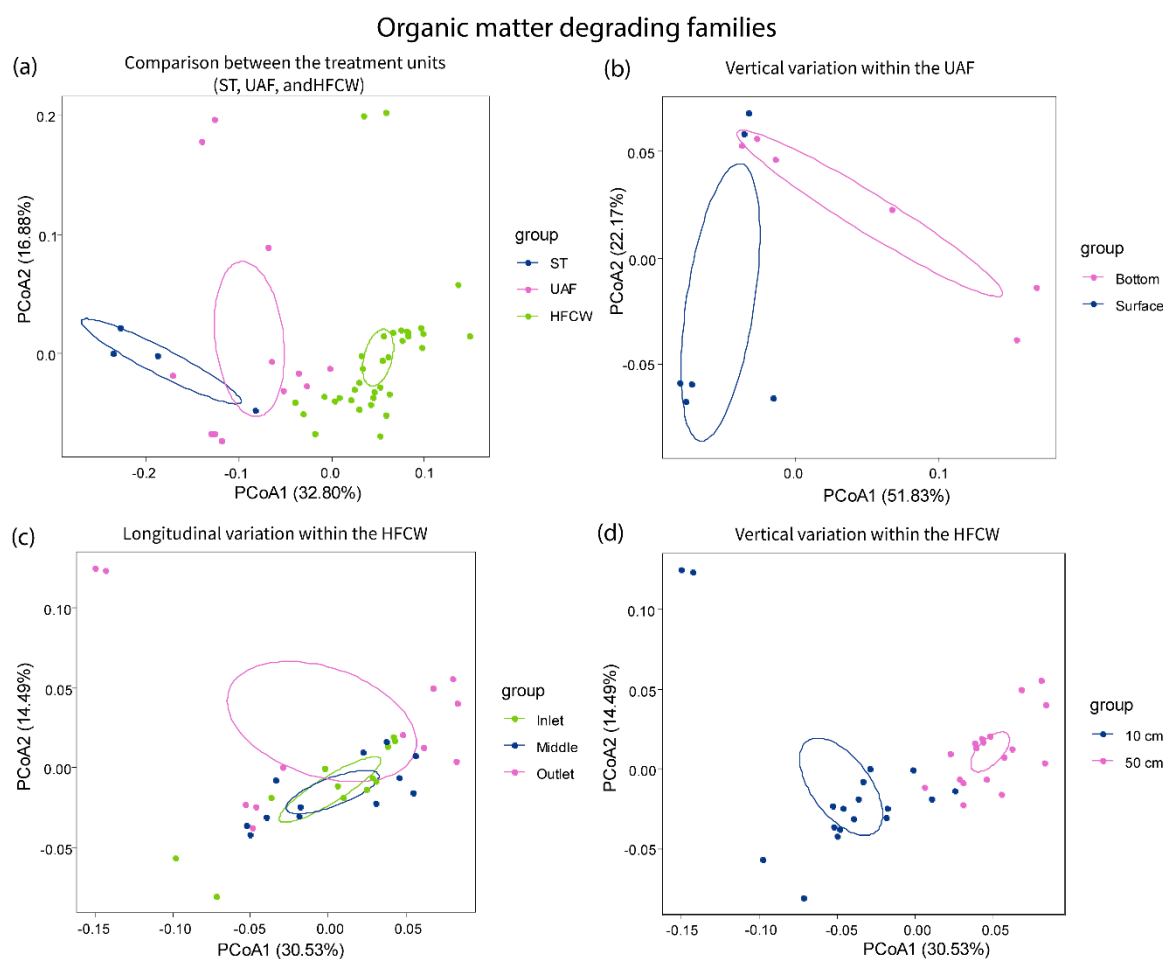 Organic matter degrading families
(a)
Comparison between the treatment units
(ST, UAF, andHFCW)
0.2
0.1
0.0
PCoA2 (16.88%)
-0.2
-0.1
0.0
0.1
PCoA1 (32.80%)
group
ST
UAF
HFCW
(b)
Vertical variation within the UAF
0.05
0.00
-0.05
PCoA2 (22.17%)
0.0
0.1
PCoA1 (51.83%)
group
Bottom
Surface
(c)
Longitudinal variation within the HFCW
0.10
0.05
0.00
-0.05
PCoA2 (14.49%)
-0.15
-0.10
-0.05
0.00
0.05
PCoA1 (30.53%)
group
Inlet
Middle
Outlet
(d)
Vertical variation within the HFCW
0.10
0.05
0.00
-0.05
PCoA2 (14.49%)
-0.15
-0.10
-0.05
0.00
0.05
PCoA1 (30.53%)
group
10 cm
50 cm